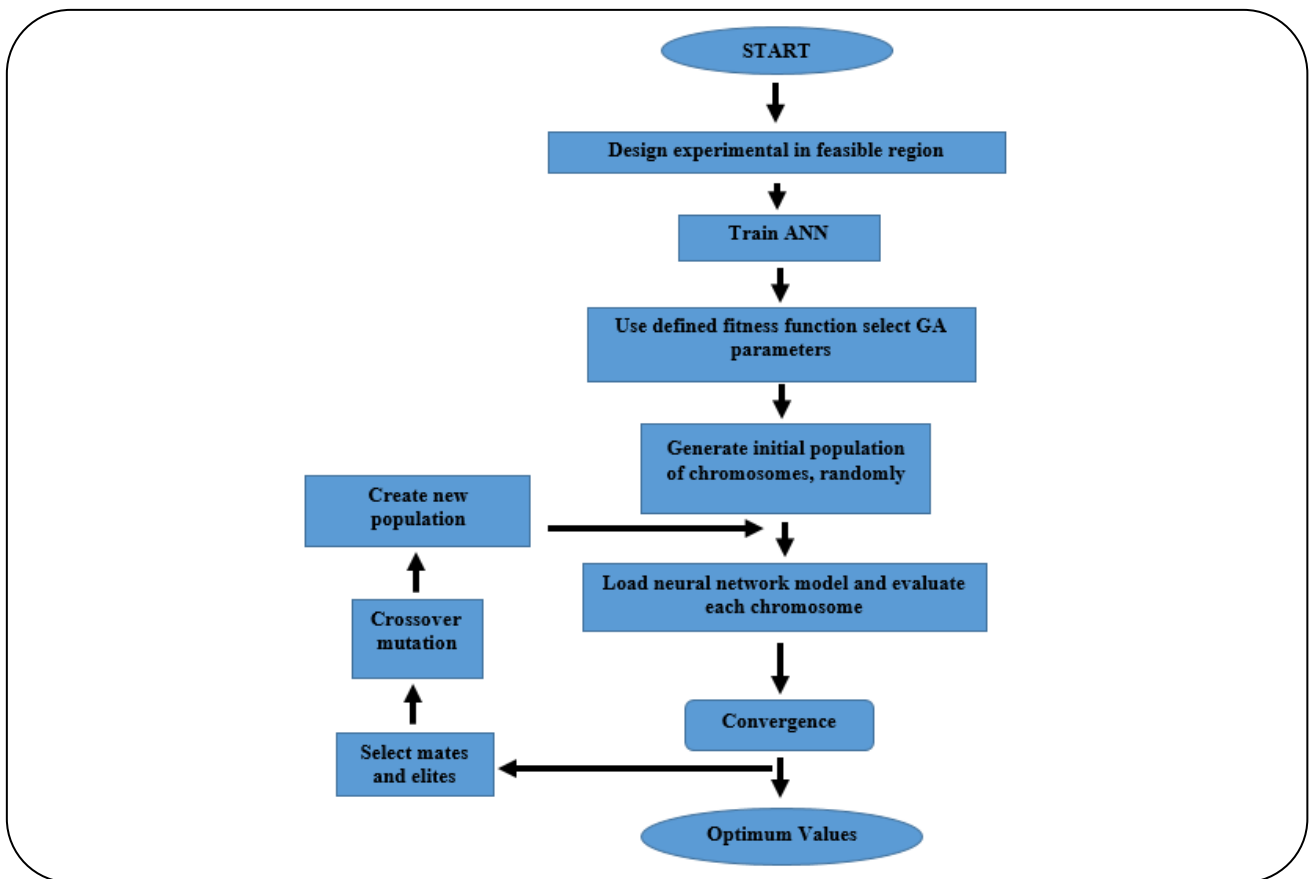 START
Design experimental in feasible region
Train ANN
Use defined fitness function select GA
parameters
Generate initial population
of chromosomes, randomly
Create new
population
Load neural network model and evaluate
each chromosome
Crossover
mutation
Convergence
Select mates
and elites
Optimum Values